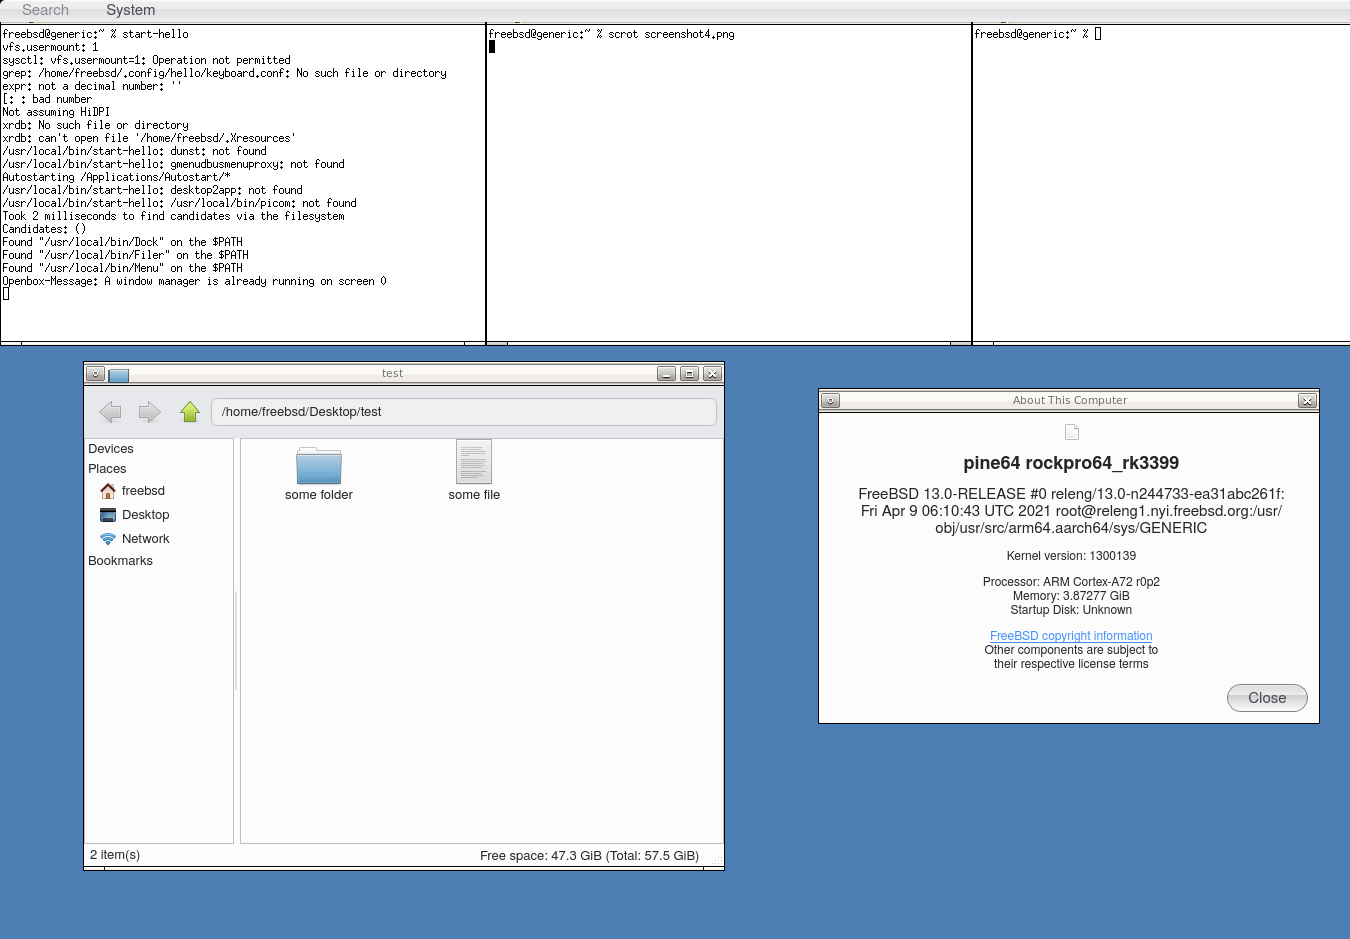 Search System
freebsd@generic:~ % start-hello
vfs.usermount: 1
sysctl: vfs.usermount=1: Operation not permitted
grep: /home/freebsd/.config/hello/keyboard.conf: No such file or directory
expr: not a decimal number: ''
[: : bad number
Not assuming HiDPI
xrdb: No such file or directory
xrdb: can't open file '/home/freebsd/.Xresources'
/usr/local/bin/start-hello: dunst: not found
/usr/local/bin/start-hello: gmenudbusmenuproxy: not found
Autostarting /Applications/Autostart/*
/usr/local/bin/start-hello: desktop2app: not found
/usr/local/bin/start-hello: /usr/local/bin/picom: not found
Took 2 milliseconds to find candidates via the filesystem
Candidates: ()
Found "/usr/local/bin/Dock" on the $PATH
Found "/usr/local/bin/Filer" on the $PATH
Found "/usr/local/bin/Menu" on the $PATH
Openbox-Message: A window manager is already running on screen 0
freebsd@generic:~ % scrot screenshot4.png
freebsd@generic:~ %
test
/home/freebsd/Desktop/test
Devices
Places
freebsd
Desktop
Network
Bookmarks
some folder
some file
2 item(s)
Free space: 47.3 GiB (Total: 57.5 GiB)
About This Computer
pine64 rockpro64_rk3399
FreeBSD 13.0-RELEASE #0 releng/13.0-n244733-ea31abc261f:
Fri Apr 9 06:10:43 UTC 2021 root@releng1.nyi.freebsd.org:/usr/
obj/usr/src/arm64.aarch64/sys/GENERIC
Kernel version: 1300139
Processor: ARM Cortex-A72 r0p2
Memory: 3.87277 GiB
Startup Disk: Unknown
FreeBSD copyright information
Other components are subject to
their respective license terms
Close